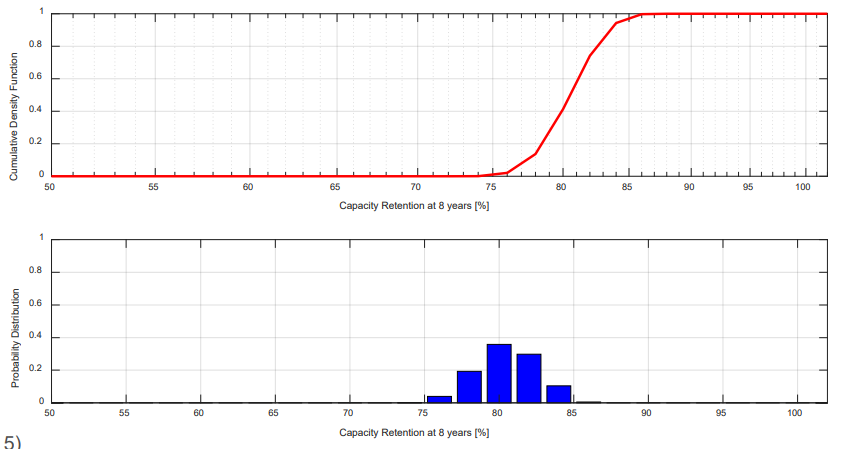 1
0.8
0.6
0.4
0.2
0
Cumulative Density Function
50 55 60 65 70 75 80 85 90 95 100
Capacity Retention at 8 years [%]
1
0.8
0.6
0.4
0.2
0
Probability Distribution
50 55 60 65 70 75 80 85 90 95 100
Capacity Retention at 8 years [%]
5)